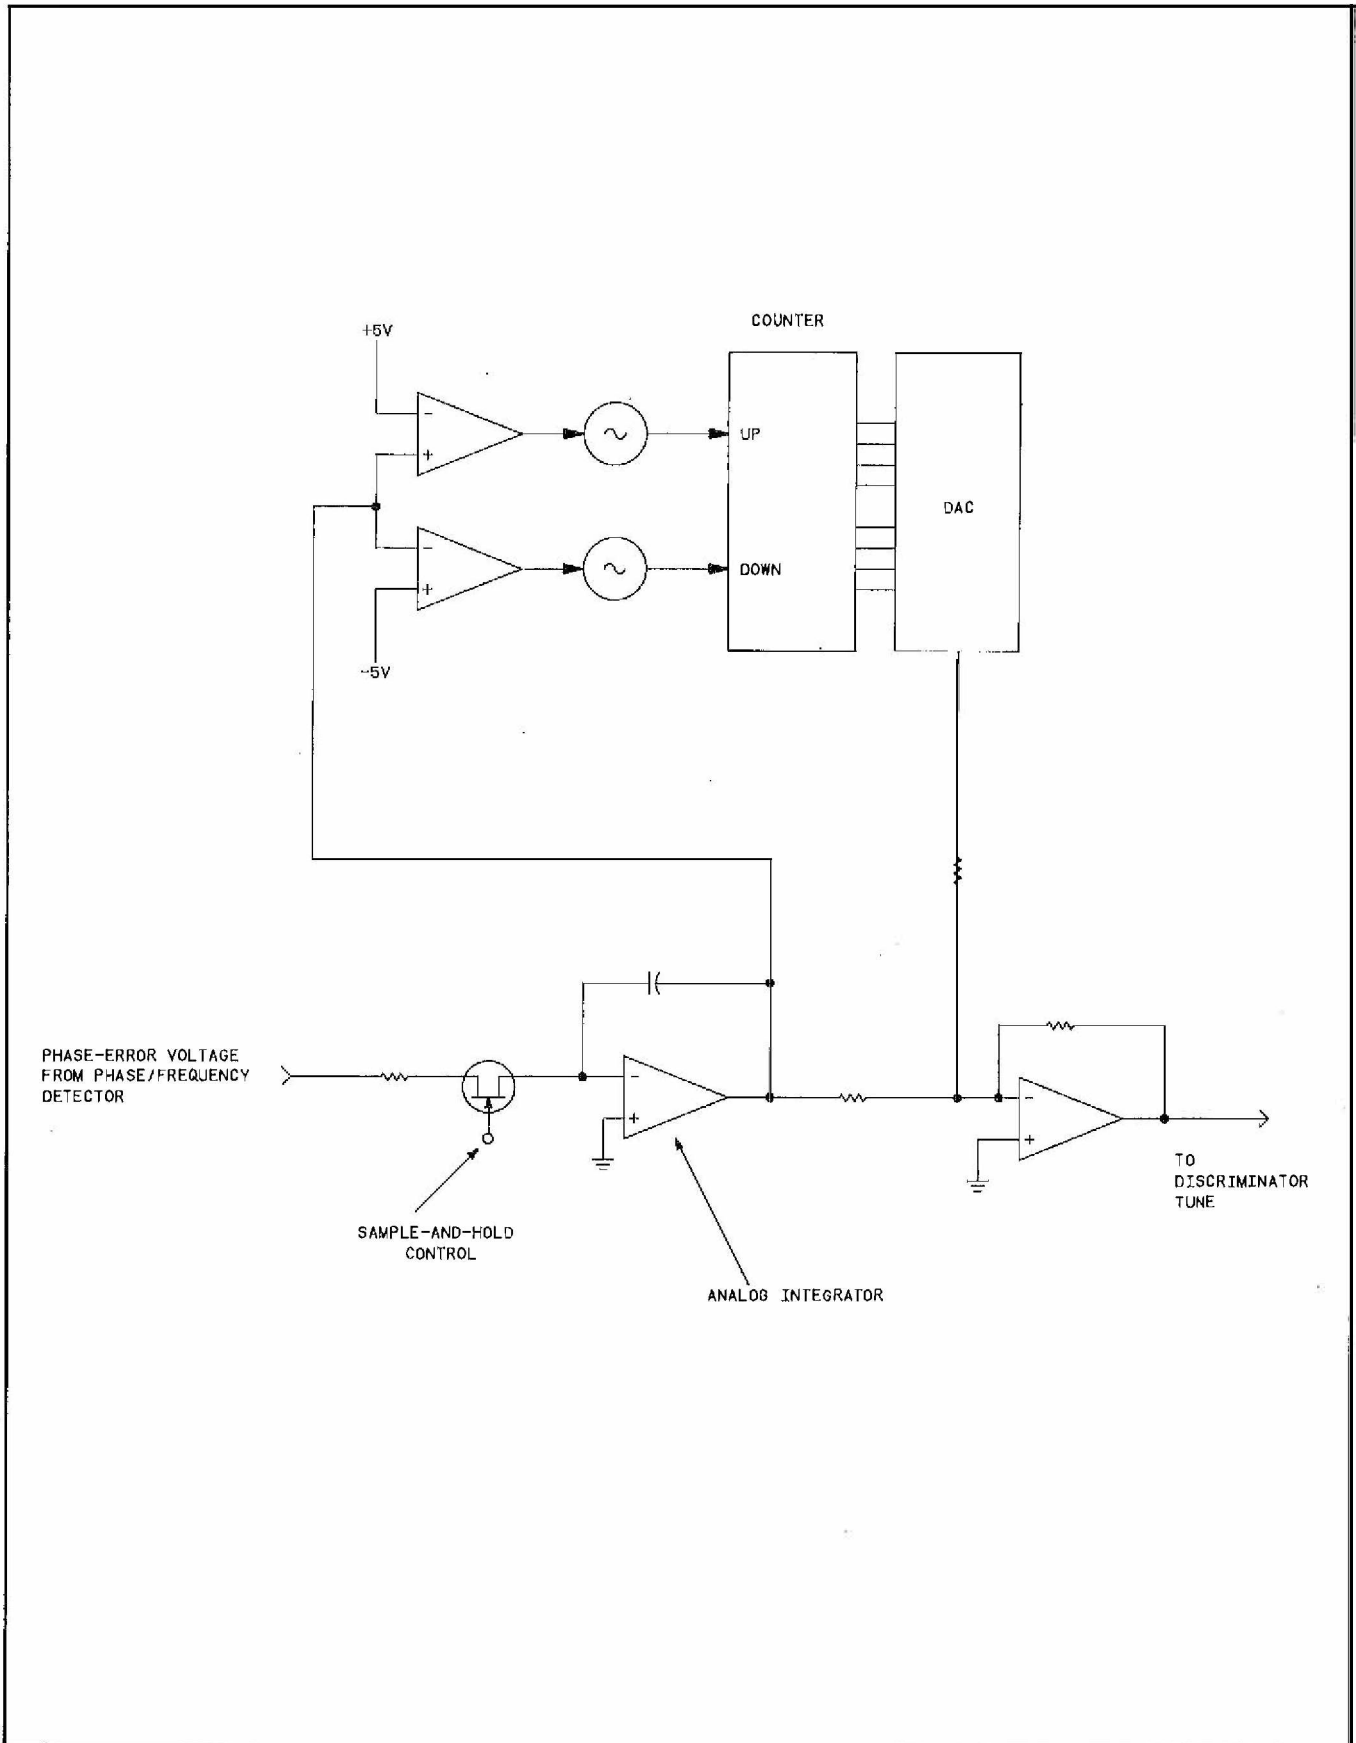 COUNTER
+5V
-
+
UP
-
+
DOWN
-5V
DAC
PHASE-ERROR VOLTAGE
FROM PHASE/FREQUENCY
DETECTOR
-
+
-
+
SAMPLE-AND-HOLD
CONTROL
TO
DISCRIMINATOR
TUNE
ANALOG INTEGRATOR